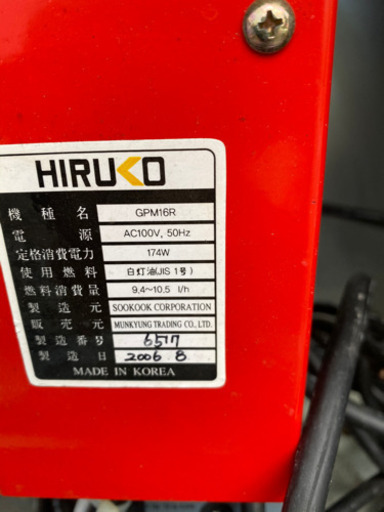 HIRUKO
機種名 GPM16R
電源 AC100V, 50Hz
定格消費電力 174W
使用燃料 白灯油(JIS 1号)
燃料消費量 9.4~10.5 l/h
製造元 SOOKOOK CORPORATION
販売元 MUNKYUNG TRADING CO., LTD.
製造番号 6517
製造日 2006 8
MADE IN KOREA